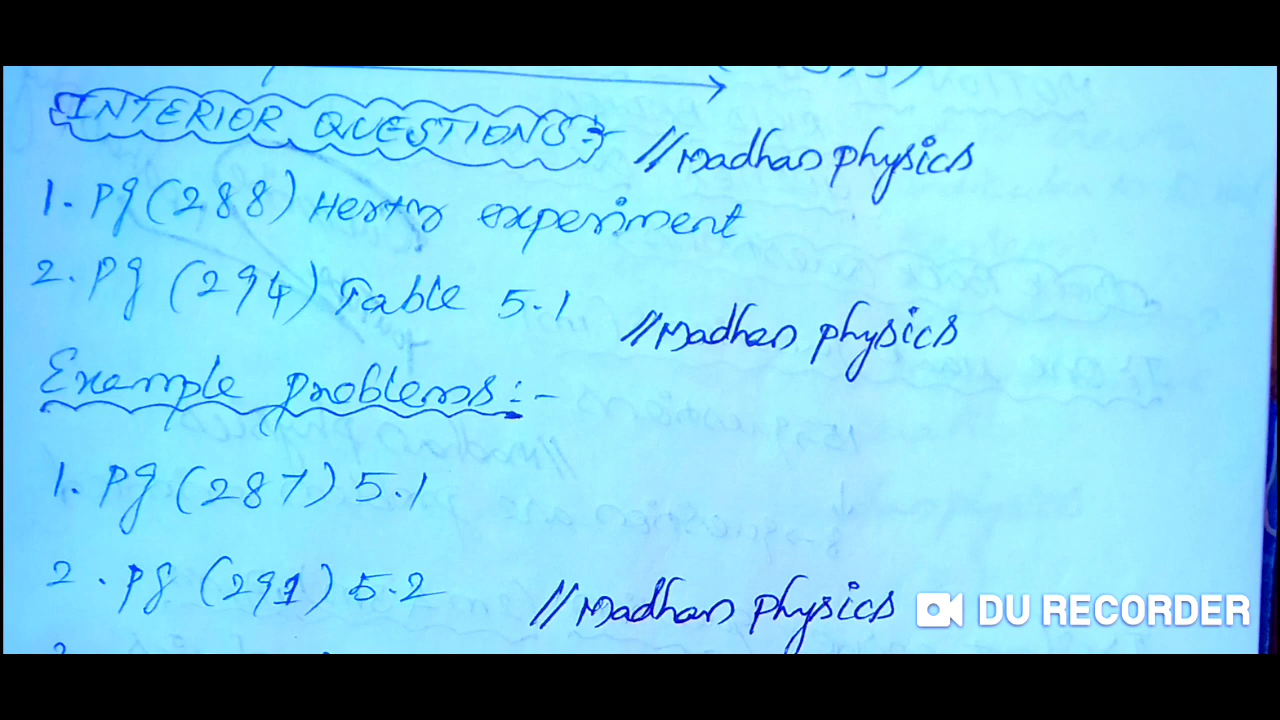 INTERIOR QUESTIONS:-
//Madhan physics
1. Pg (288) Hertz experiment
2. Pg (294) Table 5.1
//Madhan physics
Example problems:-
1. Pg (287) 5.1
2. Pg (291) 5.2
//Madhan physics
DU RECORDER